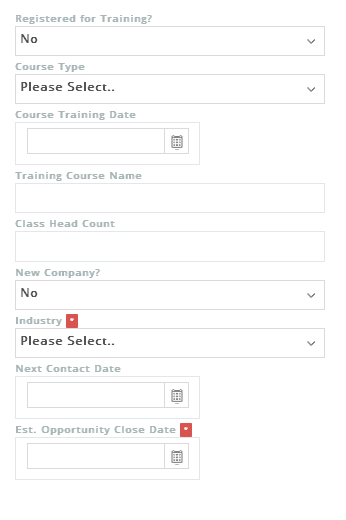 Registered for Training?
No
Course Type
Please Select..
Course Training Date
Training Course Name
Class Head Count
New Company?
No
Industry *
Please Select..
Next Contact Date
Est. Opportunity Close Date *